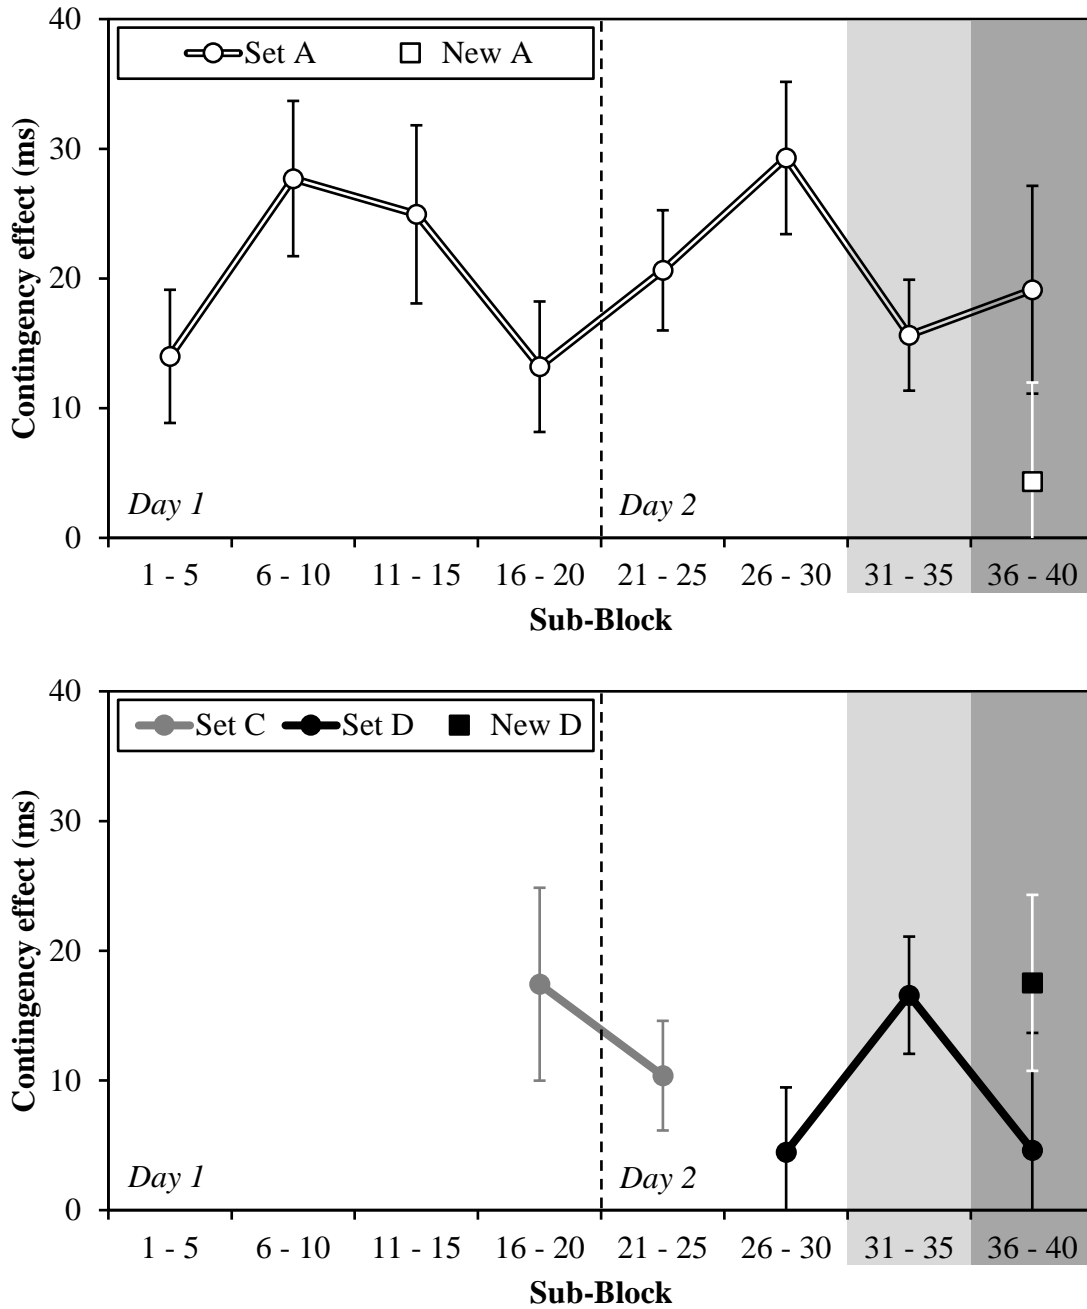 40
Set A New A
30
20
10
0
Contingency effect (ms)
Day 1 Day 2
1 - 5 6 - 10 11 - 15 16 - 20 21 - 25 26 - 30 31 - 35 36 - 40
Sub-Block
40
Set C Set D New D
30
20
10
0
Contingency effect (ms)
Day 1 Day 2
1 - 5 6 - 10 11 - 15 16 - 20 21 - 25 26 - 30 31 - 35 36 - 40
Sub-Block